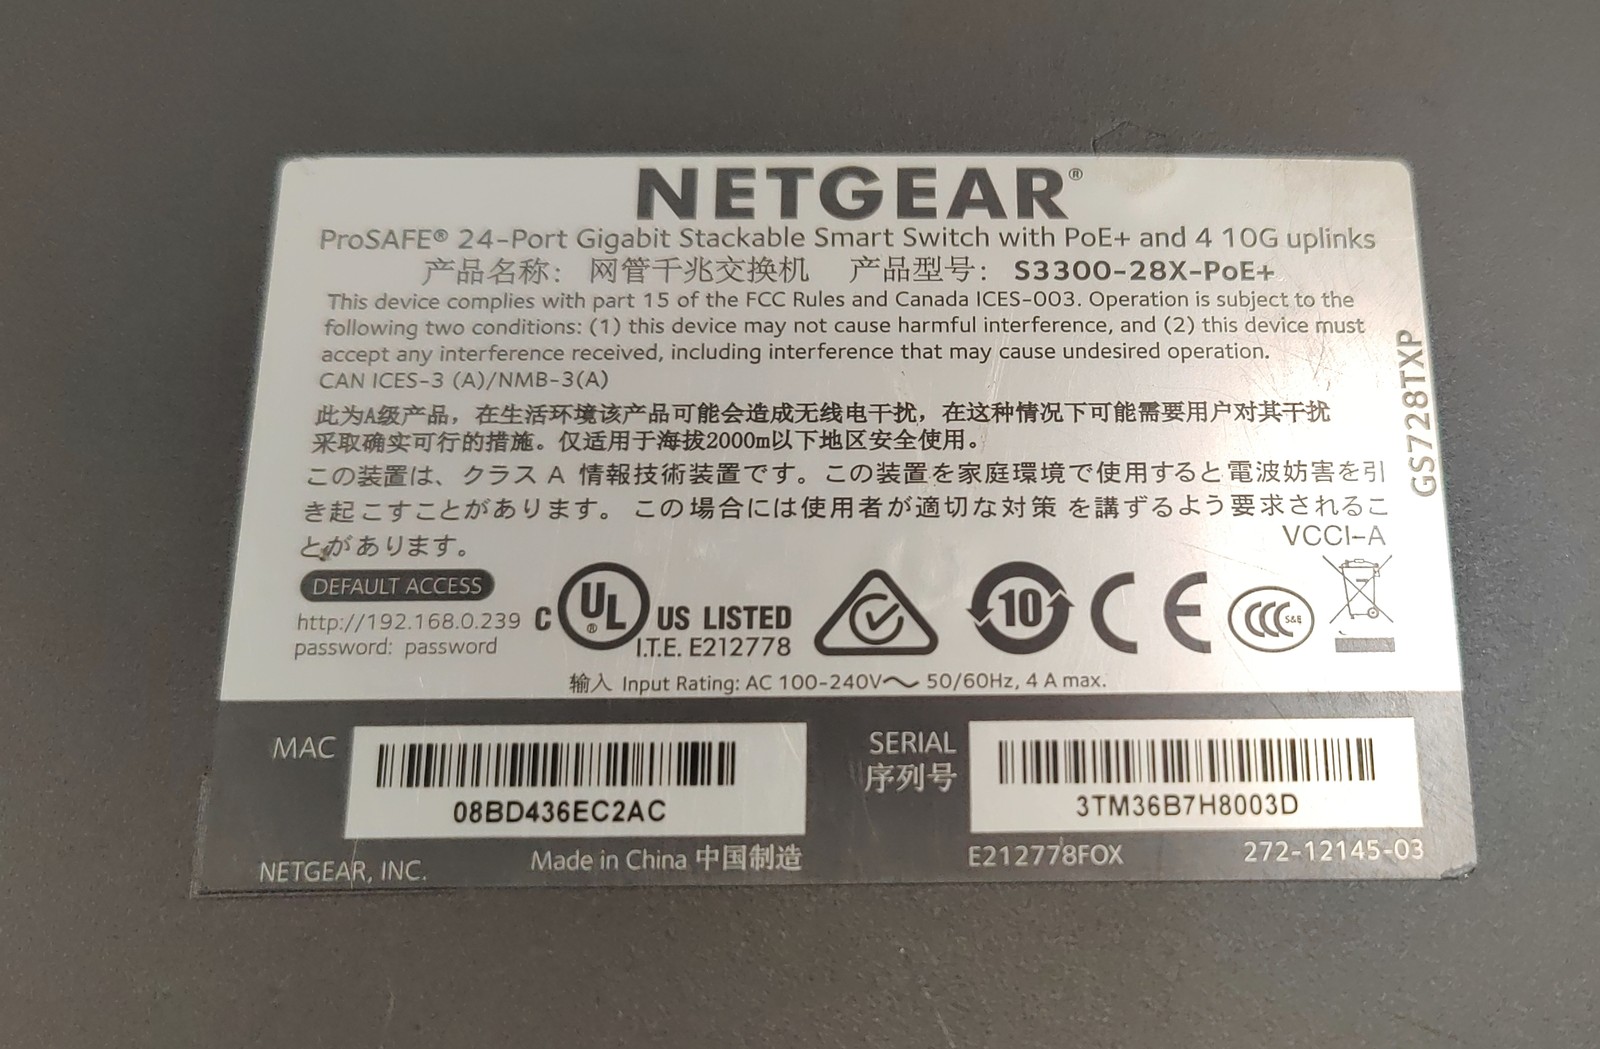 NETGEAR®
ProSAFE® 24-Port Gigabit Stackable Smart Switch with PoE+ and 4 10G uplinks
产品名称： 网管千兆交换机 产品型号： S3300-28X-PoE+
This device complies with part 15 of the FCC Rules and Canada ICES-003. Operation is subject to the
following two conditions: (1) this device may not cause harmful interference, and (2) this device must
accept any interference received, including interference that may cause undesired operation.
CAN ICES-3 (A)/NMB-3(A)
此为A级产品，在生活环境该产品可能会造成无线电干扰，在这种情况下可能需要用户对其干扰
采取确实可行的措施。仅适用于海拔2000m以下地区安全使用。
この装置は、クラス A 情報技術装置です。この装置を家庭環境で使用すると電波妨害を引
き起こすことがあります。 この場合には使用者が適切な対策を講ずるよう要求されるこ
とがあります。
VCCI-A
GS728TXP
DEFAULT ACCESS
http://192.168.0.239
password: password
C UL® US LISTED
I.T.E. E212778
10
CE
CCC S&E
输入 Input Rating: AC 100-240V～ 50/60Hz, 4 A max.
MAC
08BD436EC2AC
SERIAL
序列号
3TM36B7H8003D
NETGEAR, INC.
Made in China 中国制造
E212778FOX
272-12145-03